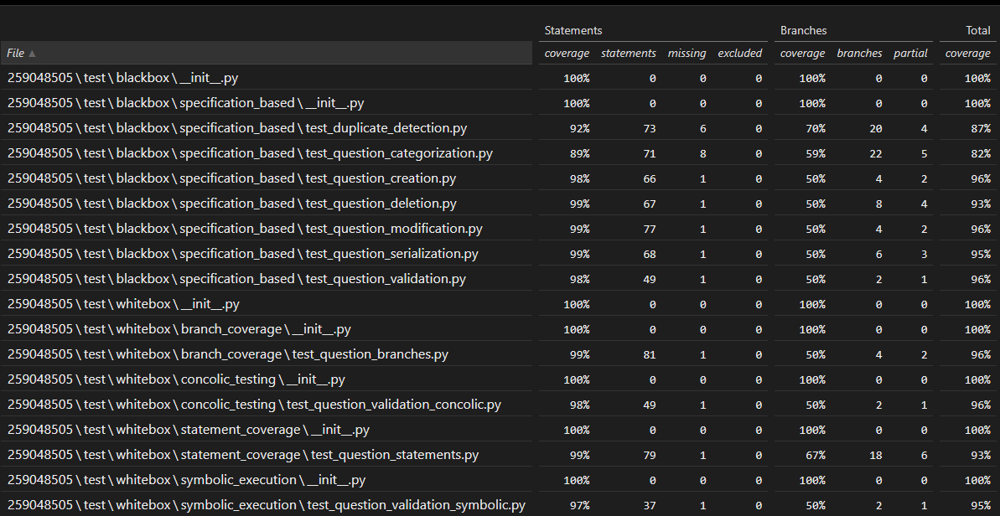 Statements Branches Total
File ▲ coverage statements missing excluded coverage branches partial coverage
259048505\test\blackbox\__init__.py 100% 0 0 0 100% 0 0 100%
259048505\test\blackbox\specification_based\__init__.py 100% 0 0 0 100% 0 0 100%
259048505\test\blackbox\specification_based\test_duplicate_detection.py 92% 73 6 0 70% 20 4 87%
259048505\test\blackbox\specification_based\test_question_categorization.py 89% 71 8 0 59% 22 5 82%
259048505\test\blackbox\specification_based\test_question_creation.py 98% 66 1 0 50% 4 2 96%
259048505\test\blackbox\specification_based\test_question_deletion.py 99% 67 1 0 50% 8 4 93%
259048505\test\blackbox\specification_based\test_question_modification.py 99% 77 1 0 50% 4 2 96%
259048505\test\blackbox\specification_based\test_question_serialization.py 99% 68 1 0 50% 6 3 95%
259048505\test\blackbox\specification_based\test_question_validation.py 98% 49 1 0 50% 2 1 96%
259048505\test\whitebox\__init__.py 100% 0 0 0 100% 0 0 100%
259048505\test\whitebox\branch_coverage\__init__.py 100% 0 0 0 100% 0 0 100%
259048505\test\whitebox\branch_coverage\test_question_branches.py 99% 81 1 0 50% 4 2 96%
259048505\test\whitebox\concolic_testing\__init__.py 100% 0 0 0 100% 0 0 100%
259048505\test\whitebox\concolic_testing\test_question_validation_concolic.py 98% 49 1 0 50% 2 1 96%
259048505\test\whitebox\statement_coverage\__init__.py 100% 0 0 0 100% 0 0 100%
259048505\test\whitebox\statement_coverage\test_question_statements.py 99% 79 1 0 67% 18 6 93%
259048505\test\whitebox\symbolic_execution\__init__.py 100% 0 0 0 100% 0 0 100%
259048505\test\whitebox\symbolic_execution\test_question_validation_symbolic.py 97% 37 1 0 50% 2 1 95%